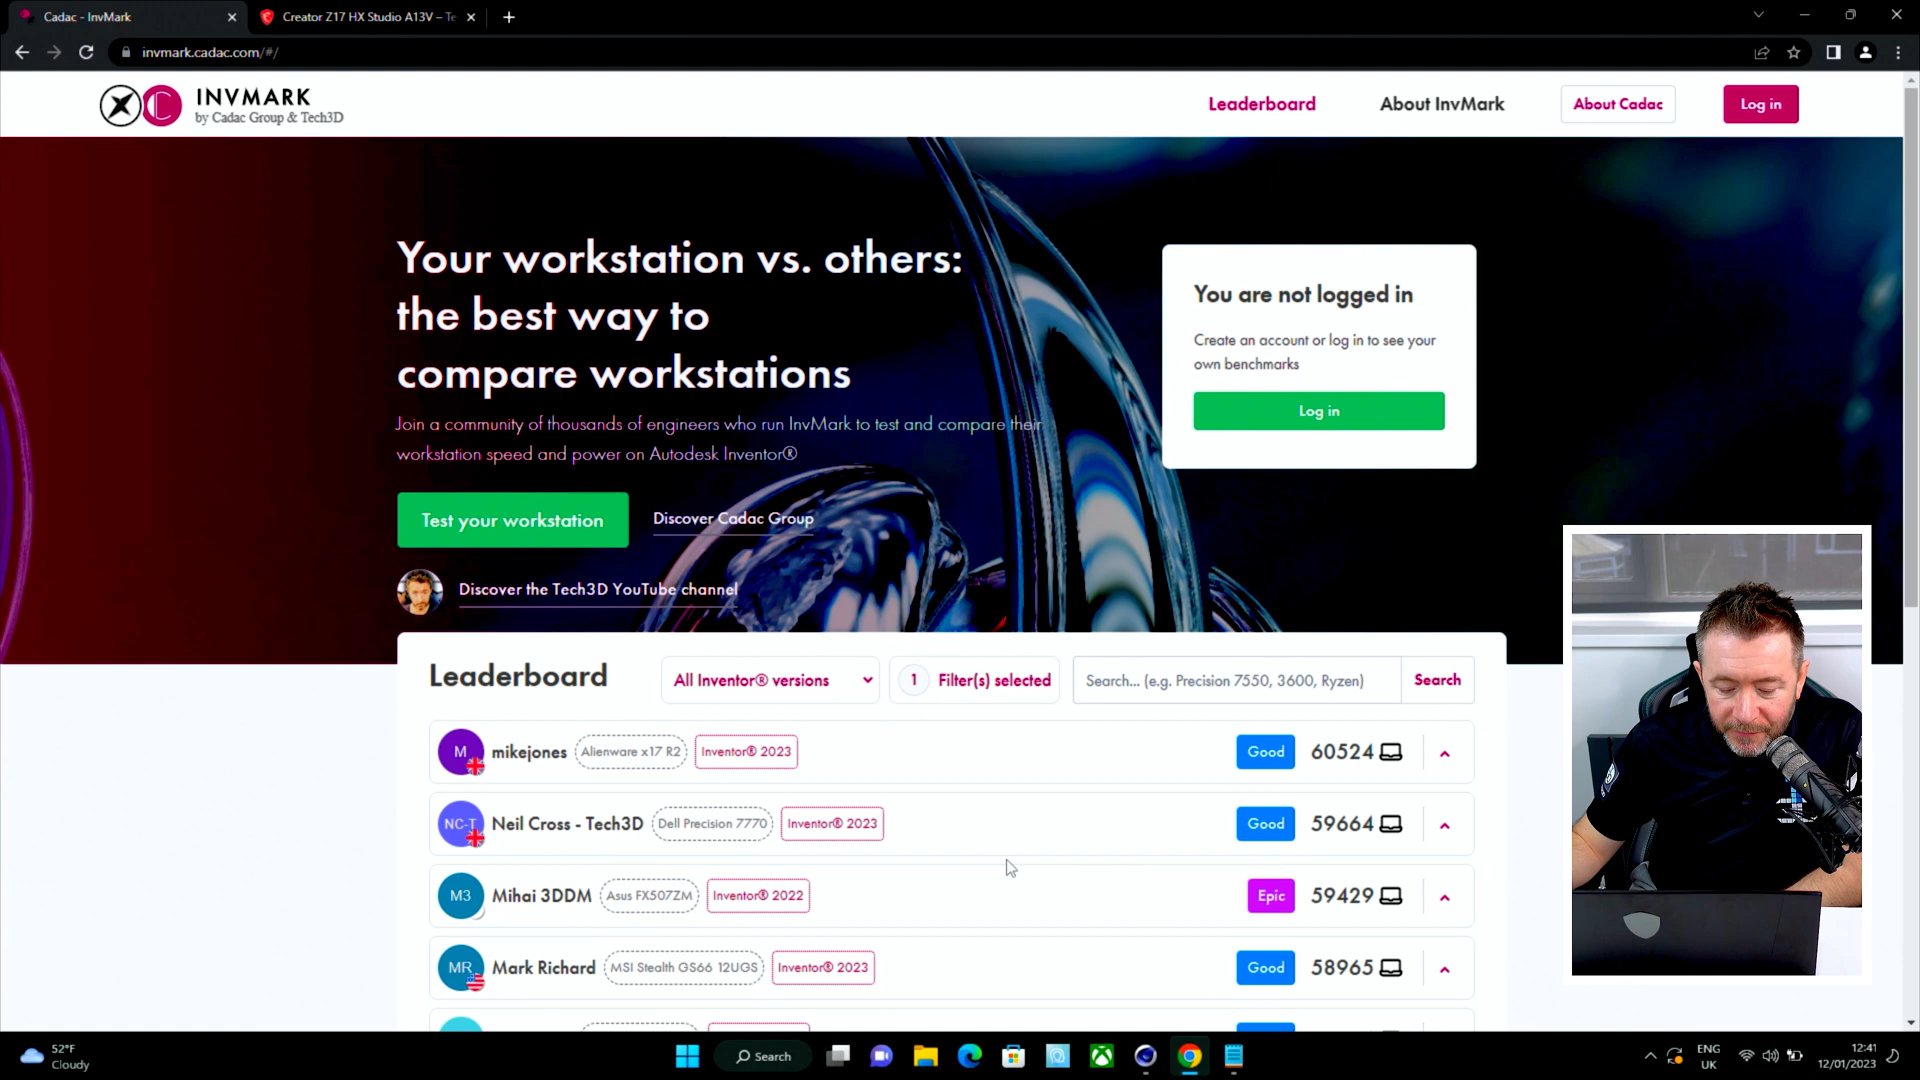 Cadac - InvMark
Creator Z17 HX Studio A13V – Te
invmark.cadac.com/#/
INVMARK
by Cadac Group & Tech3D
Leaderboard
About InvMark
About Cadac
Log in
Your workstation vs. others:
the best way to
compare workstations
Join a community of thousands of engineers who run InvMark to test and compare their
workstation speed and power on Autodesk Inventor®
Test your workstation
Discover Cadac Group
Discover the Tech3D YouTube channel
You are not logged in
Create an account or log in to see your
own benchmarks
Log in
Leaderboard
All Inventor® versions
1 Filter(s) selected
Search... (e.g. Precision 7550, 3600, Ryzen)
Search
M mikejones Alienware x17 R2 Inventor® 2023 Good 60524
NC-T Neil Cross - Tech3D Dell Precision 7770 Inventor® 2023 Good 59664
M3 Mihai 3DDM Asus FX507ZM Inventor® 2022 Epic 59429
MR Mark Richard MSI Stealth GS66 12UGS Inventor® 2023 Good 58965
52°F
Cloudy
Search
ENG
UK
12:41
12/01/2023